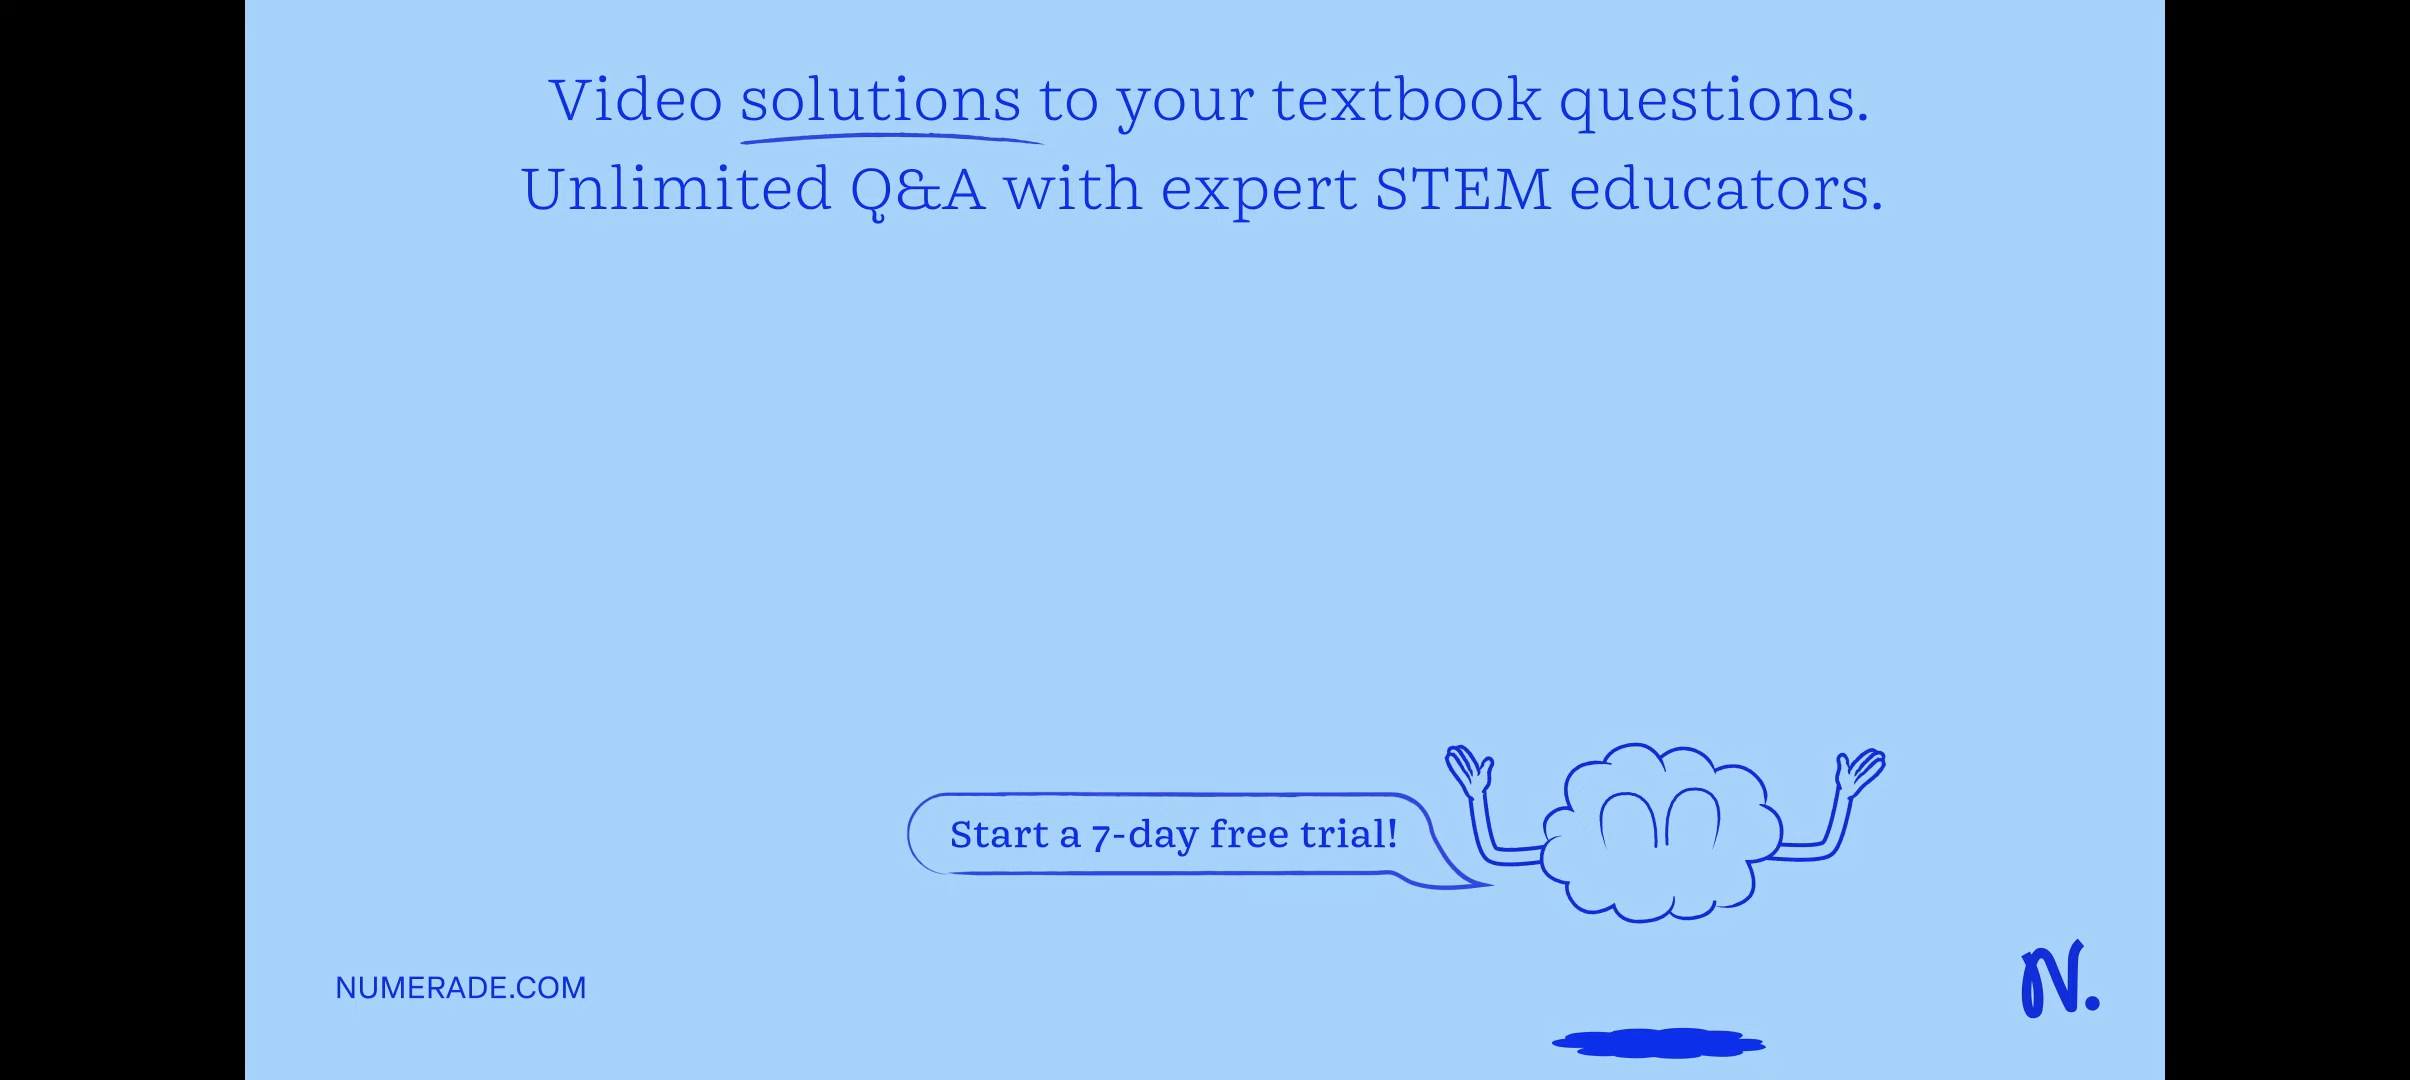 Video solutions to your textbook questions.
Unlimited Q&A with expert STEM educators.
Start a 7-day free trial!
NUMERADE.COM
N.